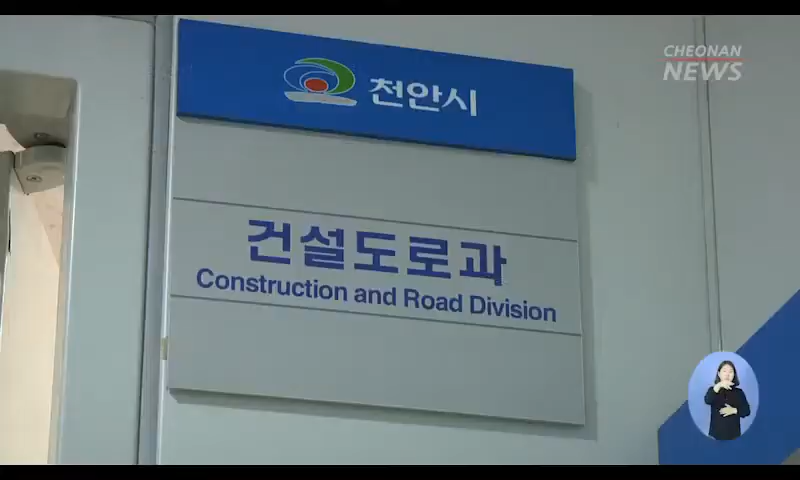 CHEONAN
NEWS
천안시
건설도로과
Construction and Road Division